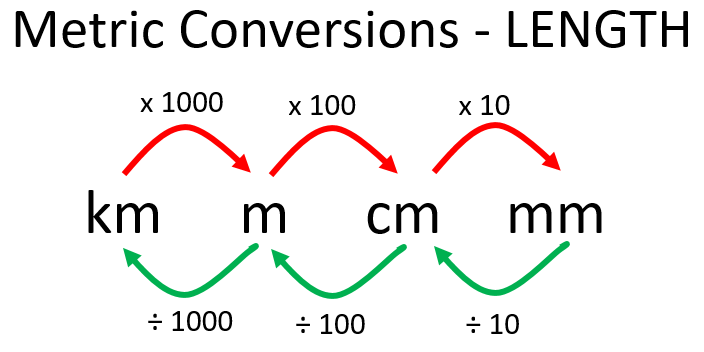 Metric Conversions - LENGTH
x 1000 x 100 x 10
km m cm mm
÷ 1000 ÷ 100 ÷ 10